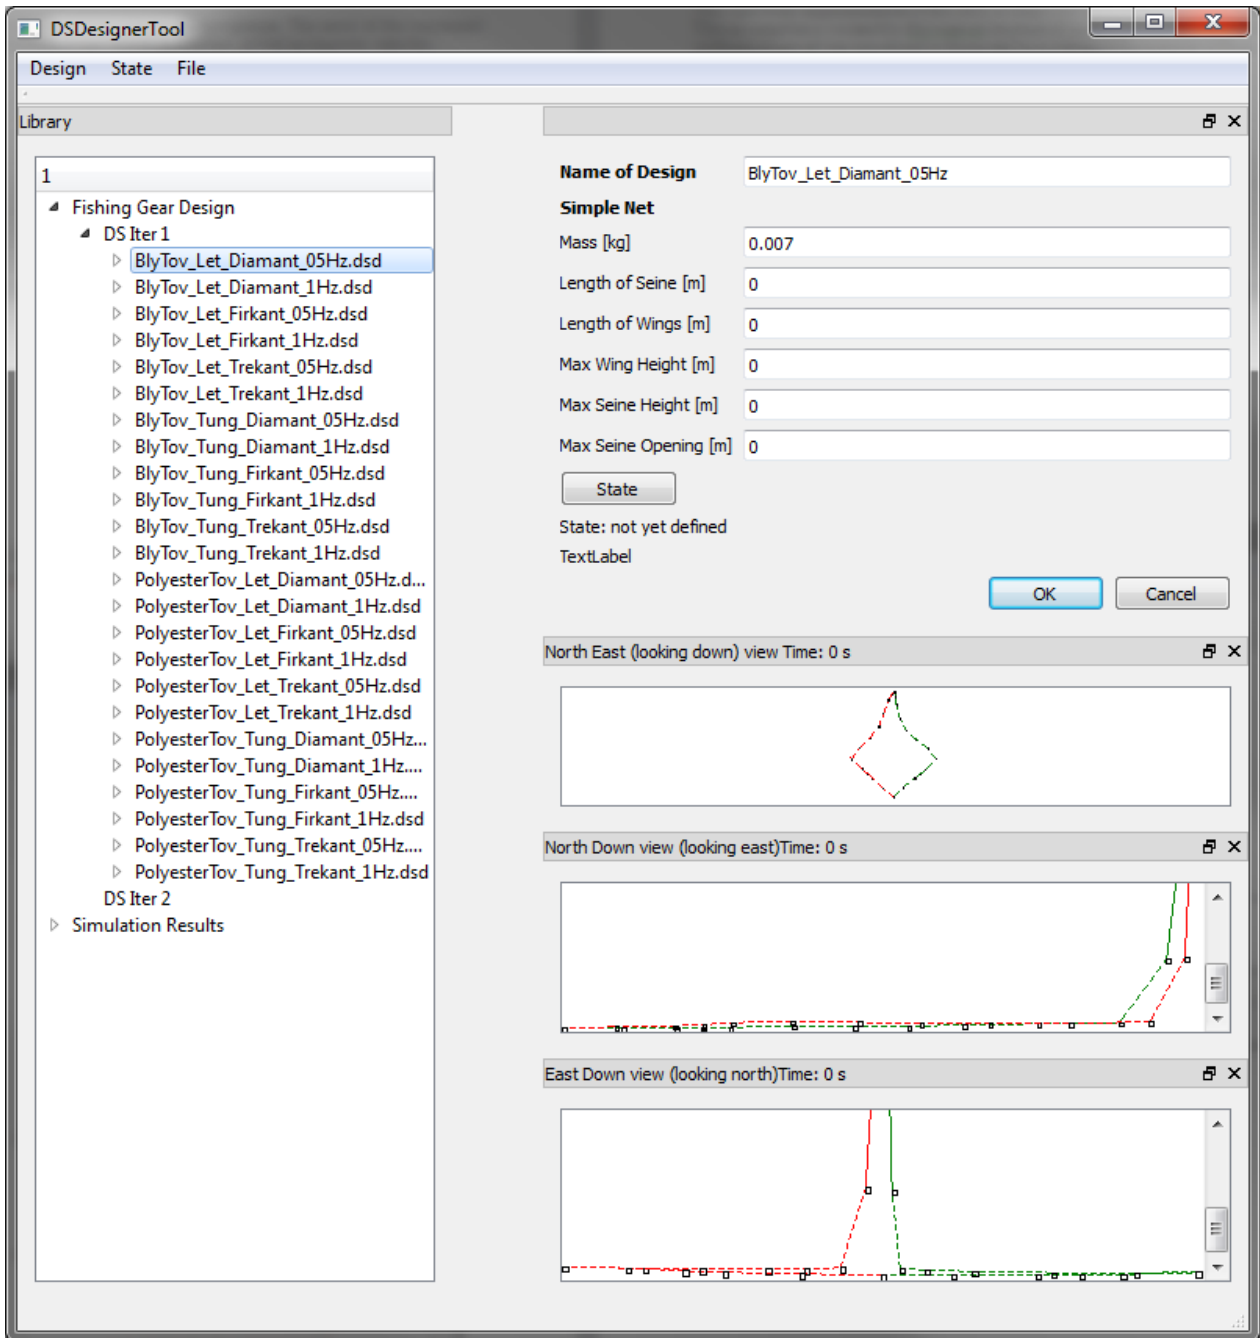 DSDesignerTool
Design State File
Library
1
Fishing Gear Design
DS Iter 1
BlyTov_Let_Diamant_05Hz.dsd
BlyTov_Let_Diamant_1Hz.dsd
BlyTov_Let_Firkant_05Hz.dsd
BlyTov_Let_Firkant_1Hz.dsd
BlyTov_Let_Trekant_05Hz.dsd
BlyTov_Let_Trekant_1Hz.dsd
BlyTov_Tung_Diamant_05Hz.dsd
BlyTov_Tung_Diamant_1Hz.dsd
BlyTov_Tung_Firkant_05Hz.dsd
BlyTov_Tung_Firkant_1Hz.dsd
BlyTov_Tung_Trekant_05Hz.dsd
BlyTov_Tung_Trekant_1Hz.dsd
PolyesterTov_Let_Diamant_05Hz.d...
PolyesterTov_Let_Diamant_1Hz.dsd
PolyesterTov_Let_Firkant_05Hz.dsd
PolyesterTov_Let_Firkant_1Hz.dsd
PolyesterTov_Let_Trekant_05Hz.dsd
PolyesterTov_Let_Trekant_1Hz.dsd
PolyesterTov_Tung_Diamant_05Hz...
PolyesterTov_Tung_Diamant_1Hz....
PolyesterTov_Tung_Firkant_05Hz....
PolyesterTov_Tung_Firkant_1Hz.dsd
PolyesterTov_Tung_Trekant_05Hz....
PolyesterTov_Tung_Trekant_1Hz.dsd
DS Iter 2
Simulation Results
Name of Design BlyTov_Let_Diamant_05Hz
Simple Net
Mass [kg] 0.007
Length of Seine [m] 0
Length of Wings [m] 0
Max Wing Height [m] 0
Max Seine Height [m] 0
Max Seine Opening [m] 0
State
State: not yet defined
TextLabel
OK Cancel
North East (looking down) view Time: 0 s
North Down view (looking east)Time: 0 s
East Down view (looking north)Time: 0 s